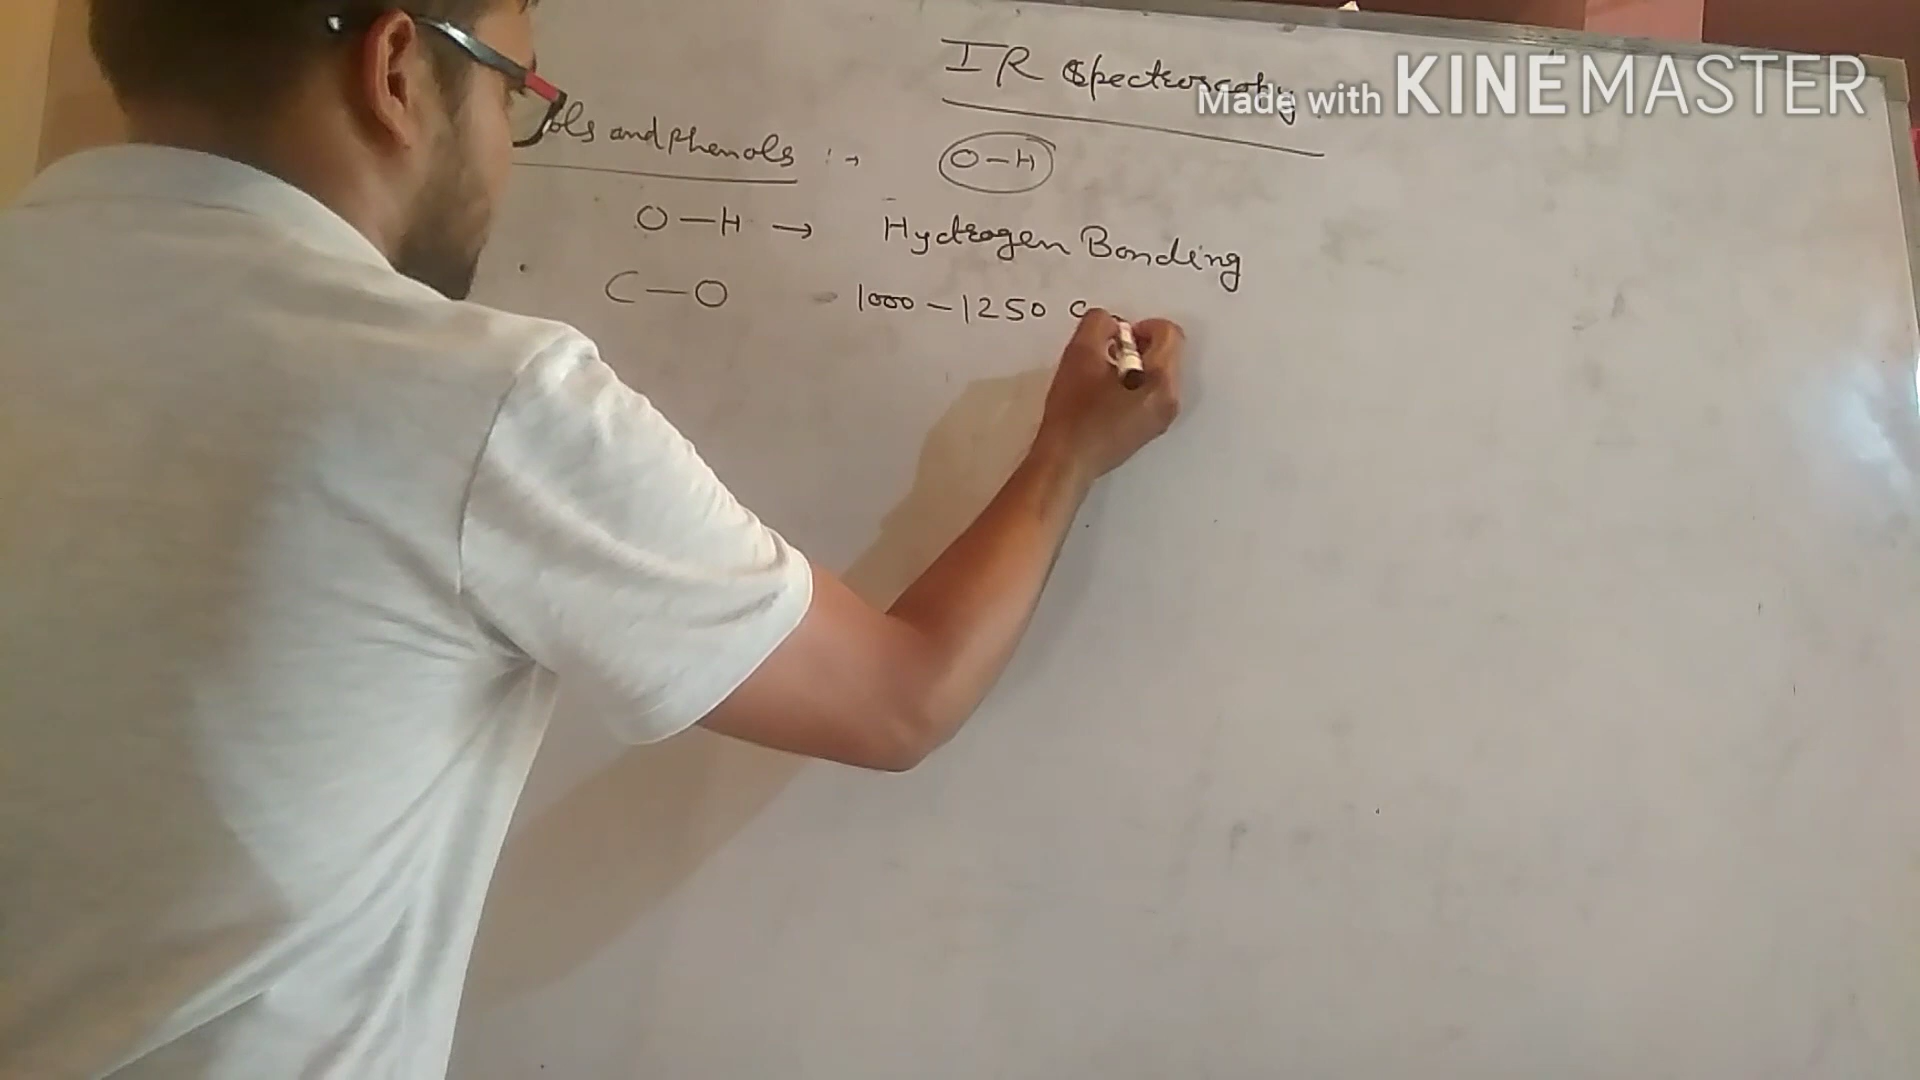 IR Spectroscopy
Made with KINEMASTER
ols and phenols :→ O-H
O-H → Hydrogen Bonding
C-O - 1000-1250 c